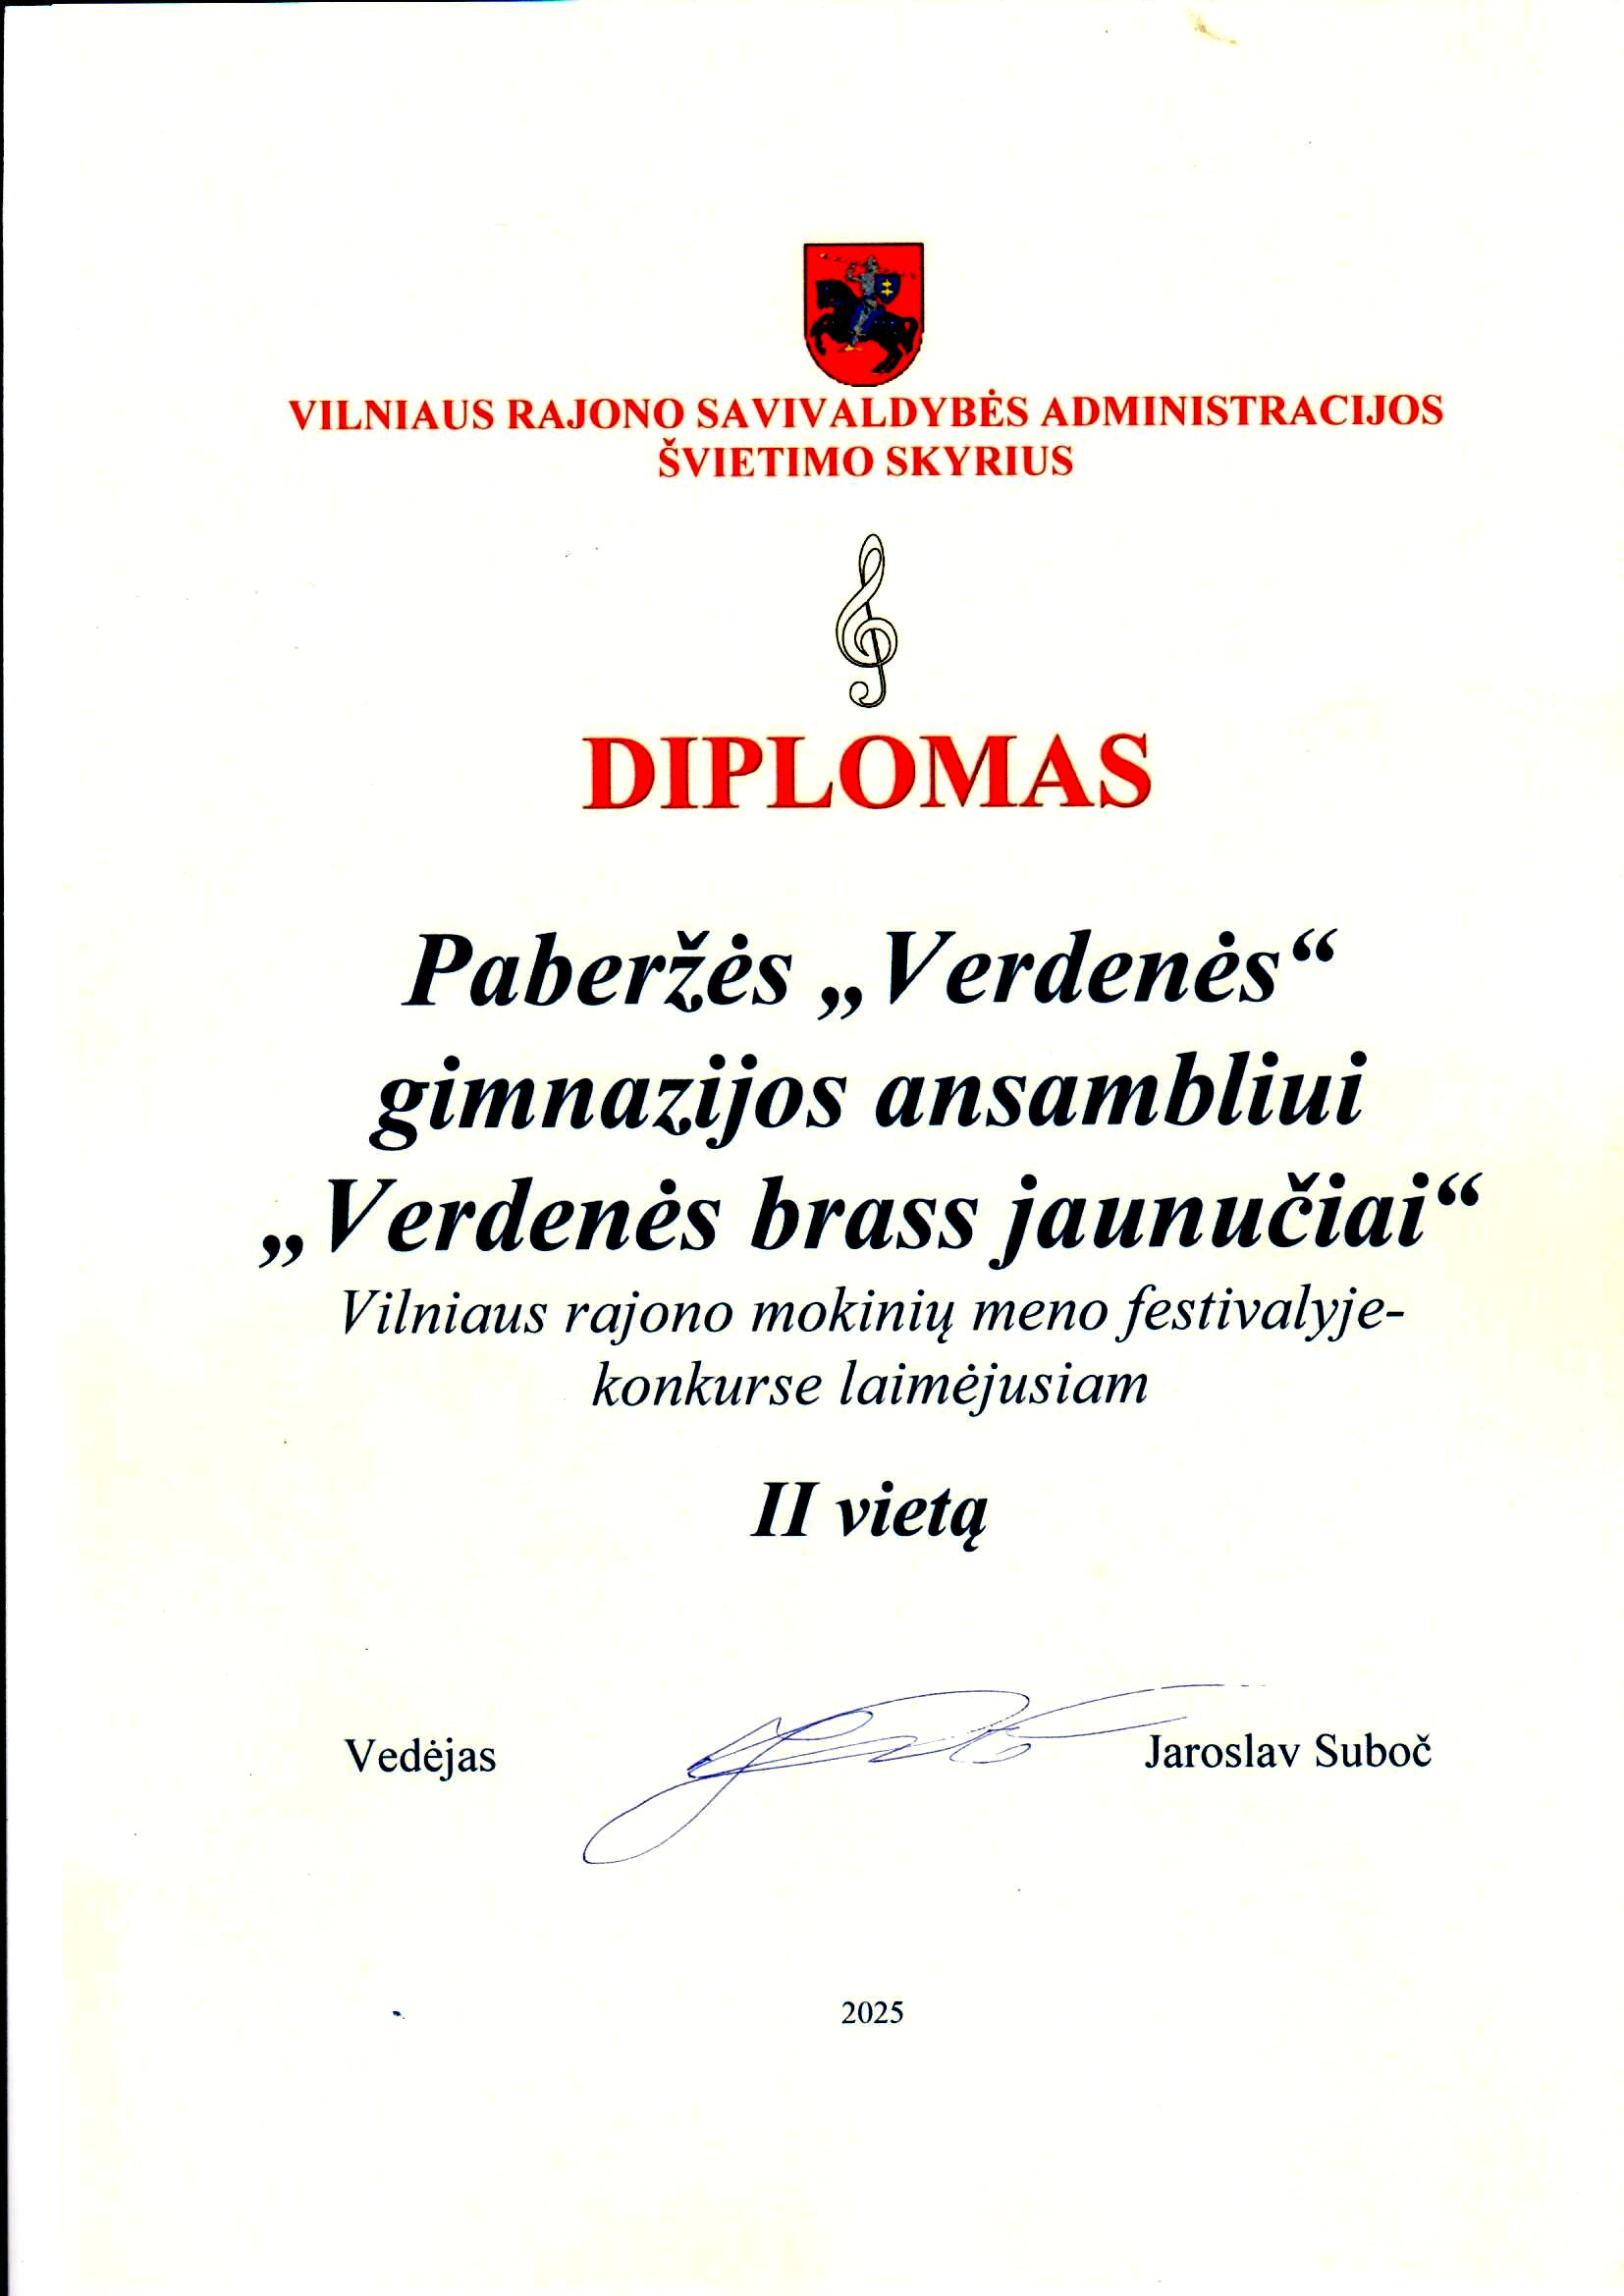 VILNIAUS RAJONO SAVIVALDYBĖS ADMINISTRACIJOS
ŠVIETIMO SKYRIUS
DIPLOMAS
Paberžės „Verdenės“
gimnazijos ansambliui
„Verdenės brass jaunučiai“
Vilniaus rajono mokinių meno festivalyje-
konkurse laimėjusiam
II vietą
Vedėjas Jaroslav Suboč
2025